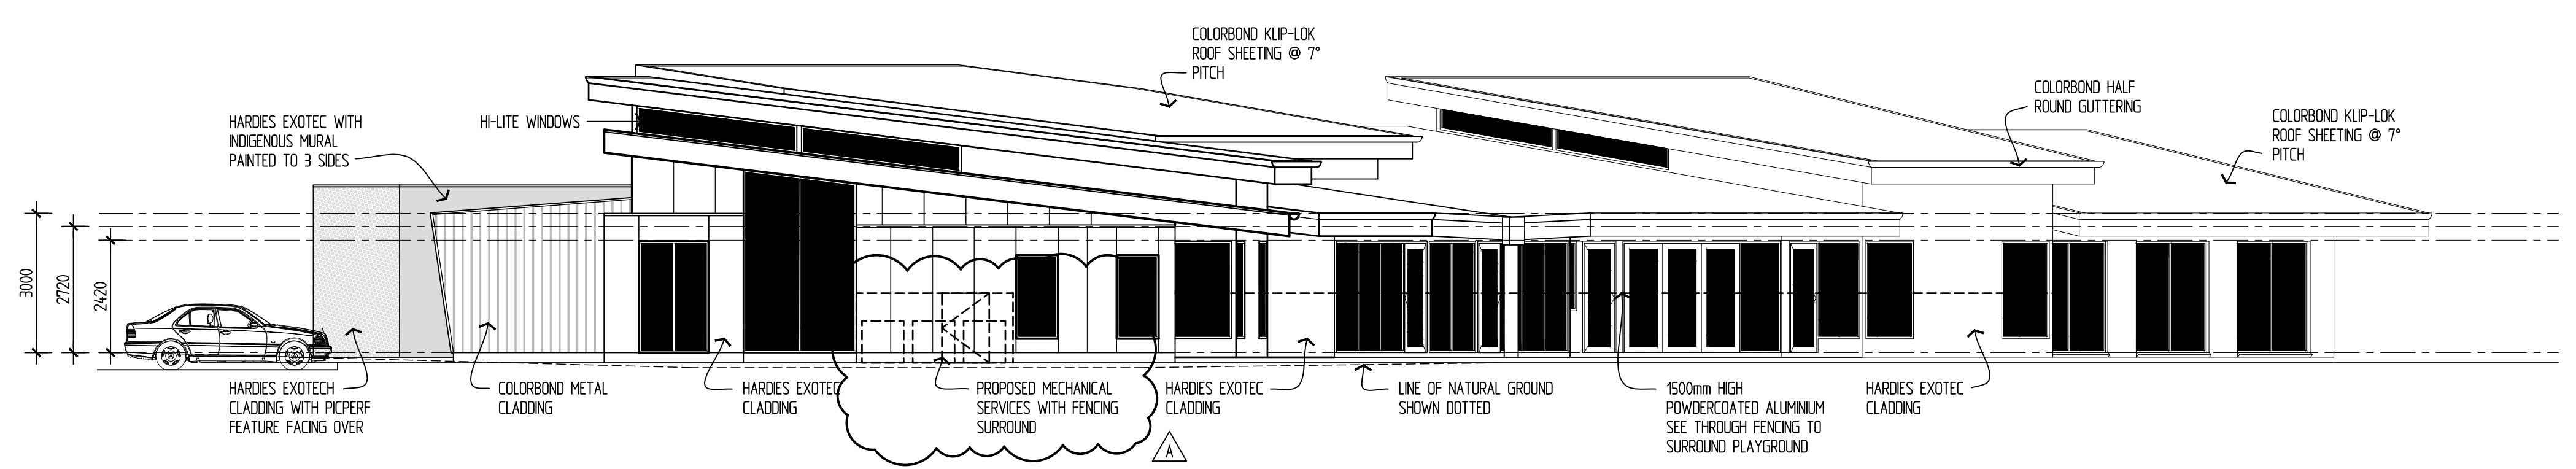 COLORBOND KLIP-LOK
ROOF SHEETING @ 7°
PITCH
COLORBOND HALF
ROUND GUTTERING
COLORBOND KLIP-LOK
ROOF SHEETING @ 7°
PITCH
HI-LITE WINDOWS
HARDIES EXOTEC WITH
INDIGENOUS MURAL
PAINTED TO 3 SIDES
3000
2720
2420
HARDIES EXOTECH
CLADDING WITH PICPERF
FEATURE FACING OVER
COLORBOND METAL
CLADDING
HARDIES EXOTEC
CLADDING
PROPOSED MECHANICAL
SERVICES WITH FENCING
SURROUND
A
HARDIES EXOTEC
CLADDING
LINE OF NATURAL GROUND
SHOWN DOTTED
1500mm HIGH
POWDERCOATED ALUMINIUM
SEE THROUGH FENCING TO
SURROUND PLAYGROUND
HARDIES EXOTEC
CLADDING